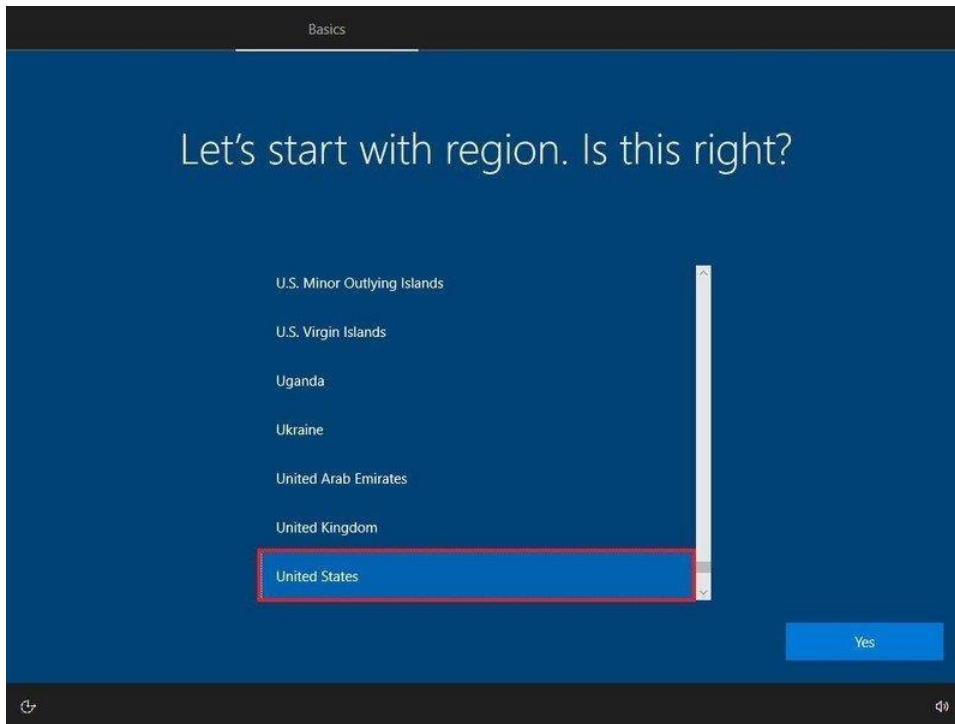 Basics
Let's start with region. Is this right?
U.S. Minor Outlying Islands
U.S. Virgin Islands
Uganda
Ukraine
United Arab Emirates
United Kingdom
United States
Yes